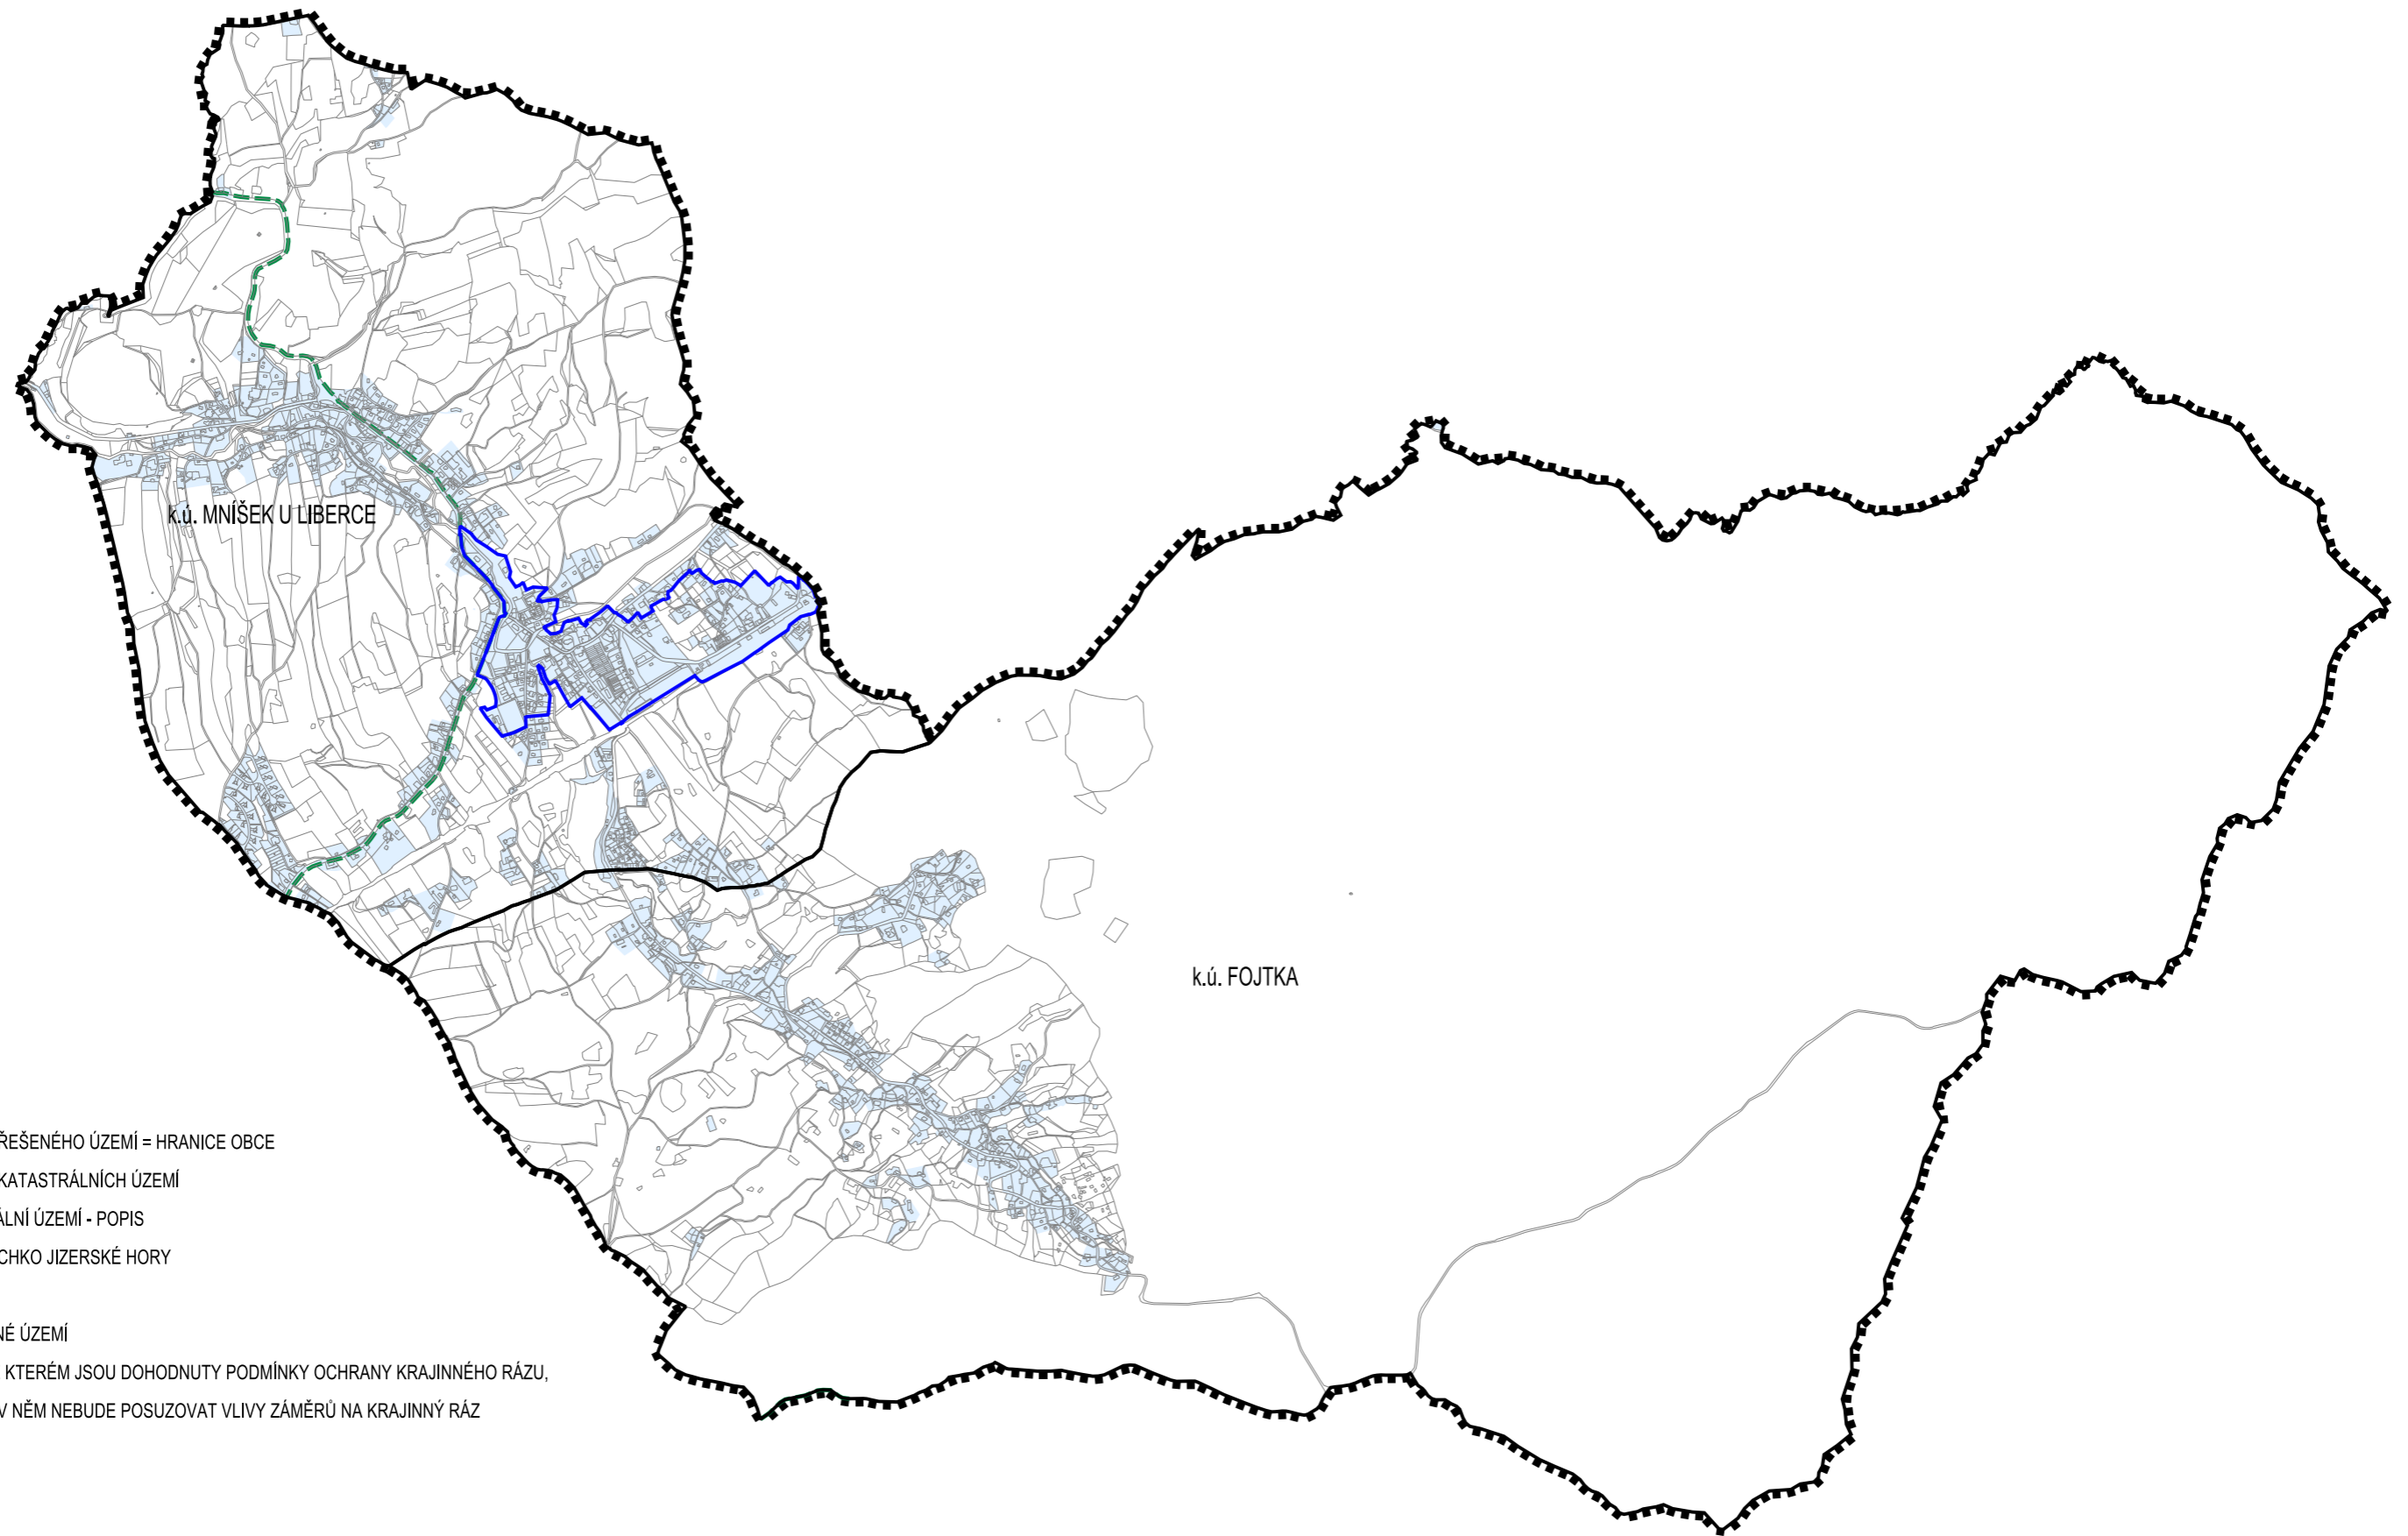 k.ú. MNÍŠEK U LIBERCE
k.ú. FOJTKA
ŘEŠENÉHO ÚZEMÍ = HRANICE OBCE
KATASTRÁLNÍCH ÚZEMÍ
ÁLNÍ ÚZEMÍ - POPIS
CHKO JIZERSKÉ HORY
NÉ ÚZEMÍ
KTERÉM JSOU DOHODNUTY PODMÍNKY OCHRANY KRAJINNÉHO RÁZU,
V NĚM NEBUDE POSUZOVAT VLIVY ZÁMĚRŮ NA KRAJINNÝ RÁZ